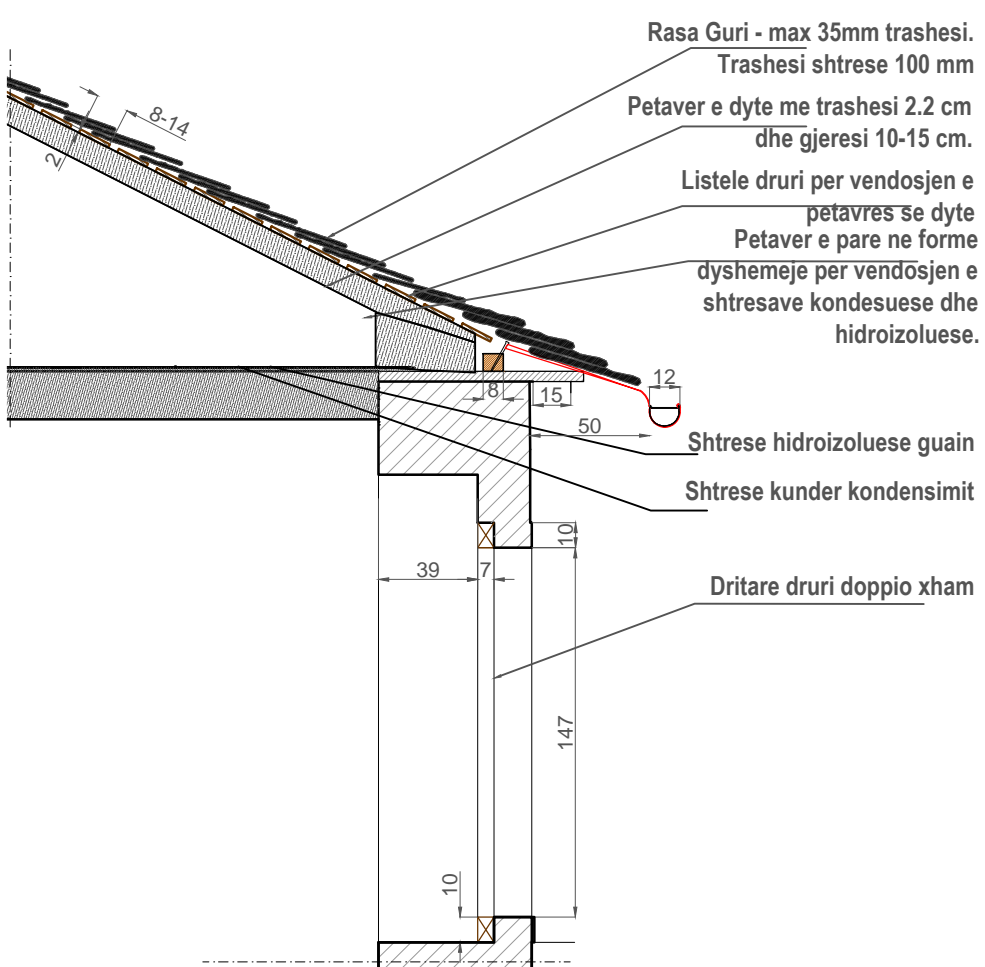 Rasa Guri - max 35mm trashesi.
Trashesi shtrese 100 mm
Petaver e dyte me trashesi 2.2 cm
dhe gjeresi 10-15 cm.
Listele druri per vendosjen e
petavres se dyte
Petaver e pare ne forme
dyshemeje per vendosjen e
shtresave kondesuese dhe
hidroizoluese.
8-14
2
12
8
15
50
Shtrese hidroizoluese guain
Shtrese kunder kondensimit
10
39
7
Dritare druri doppio xham
147
10